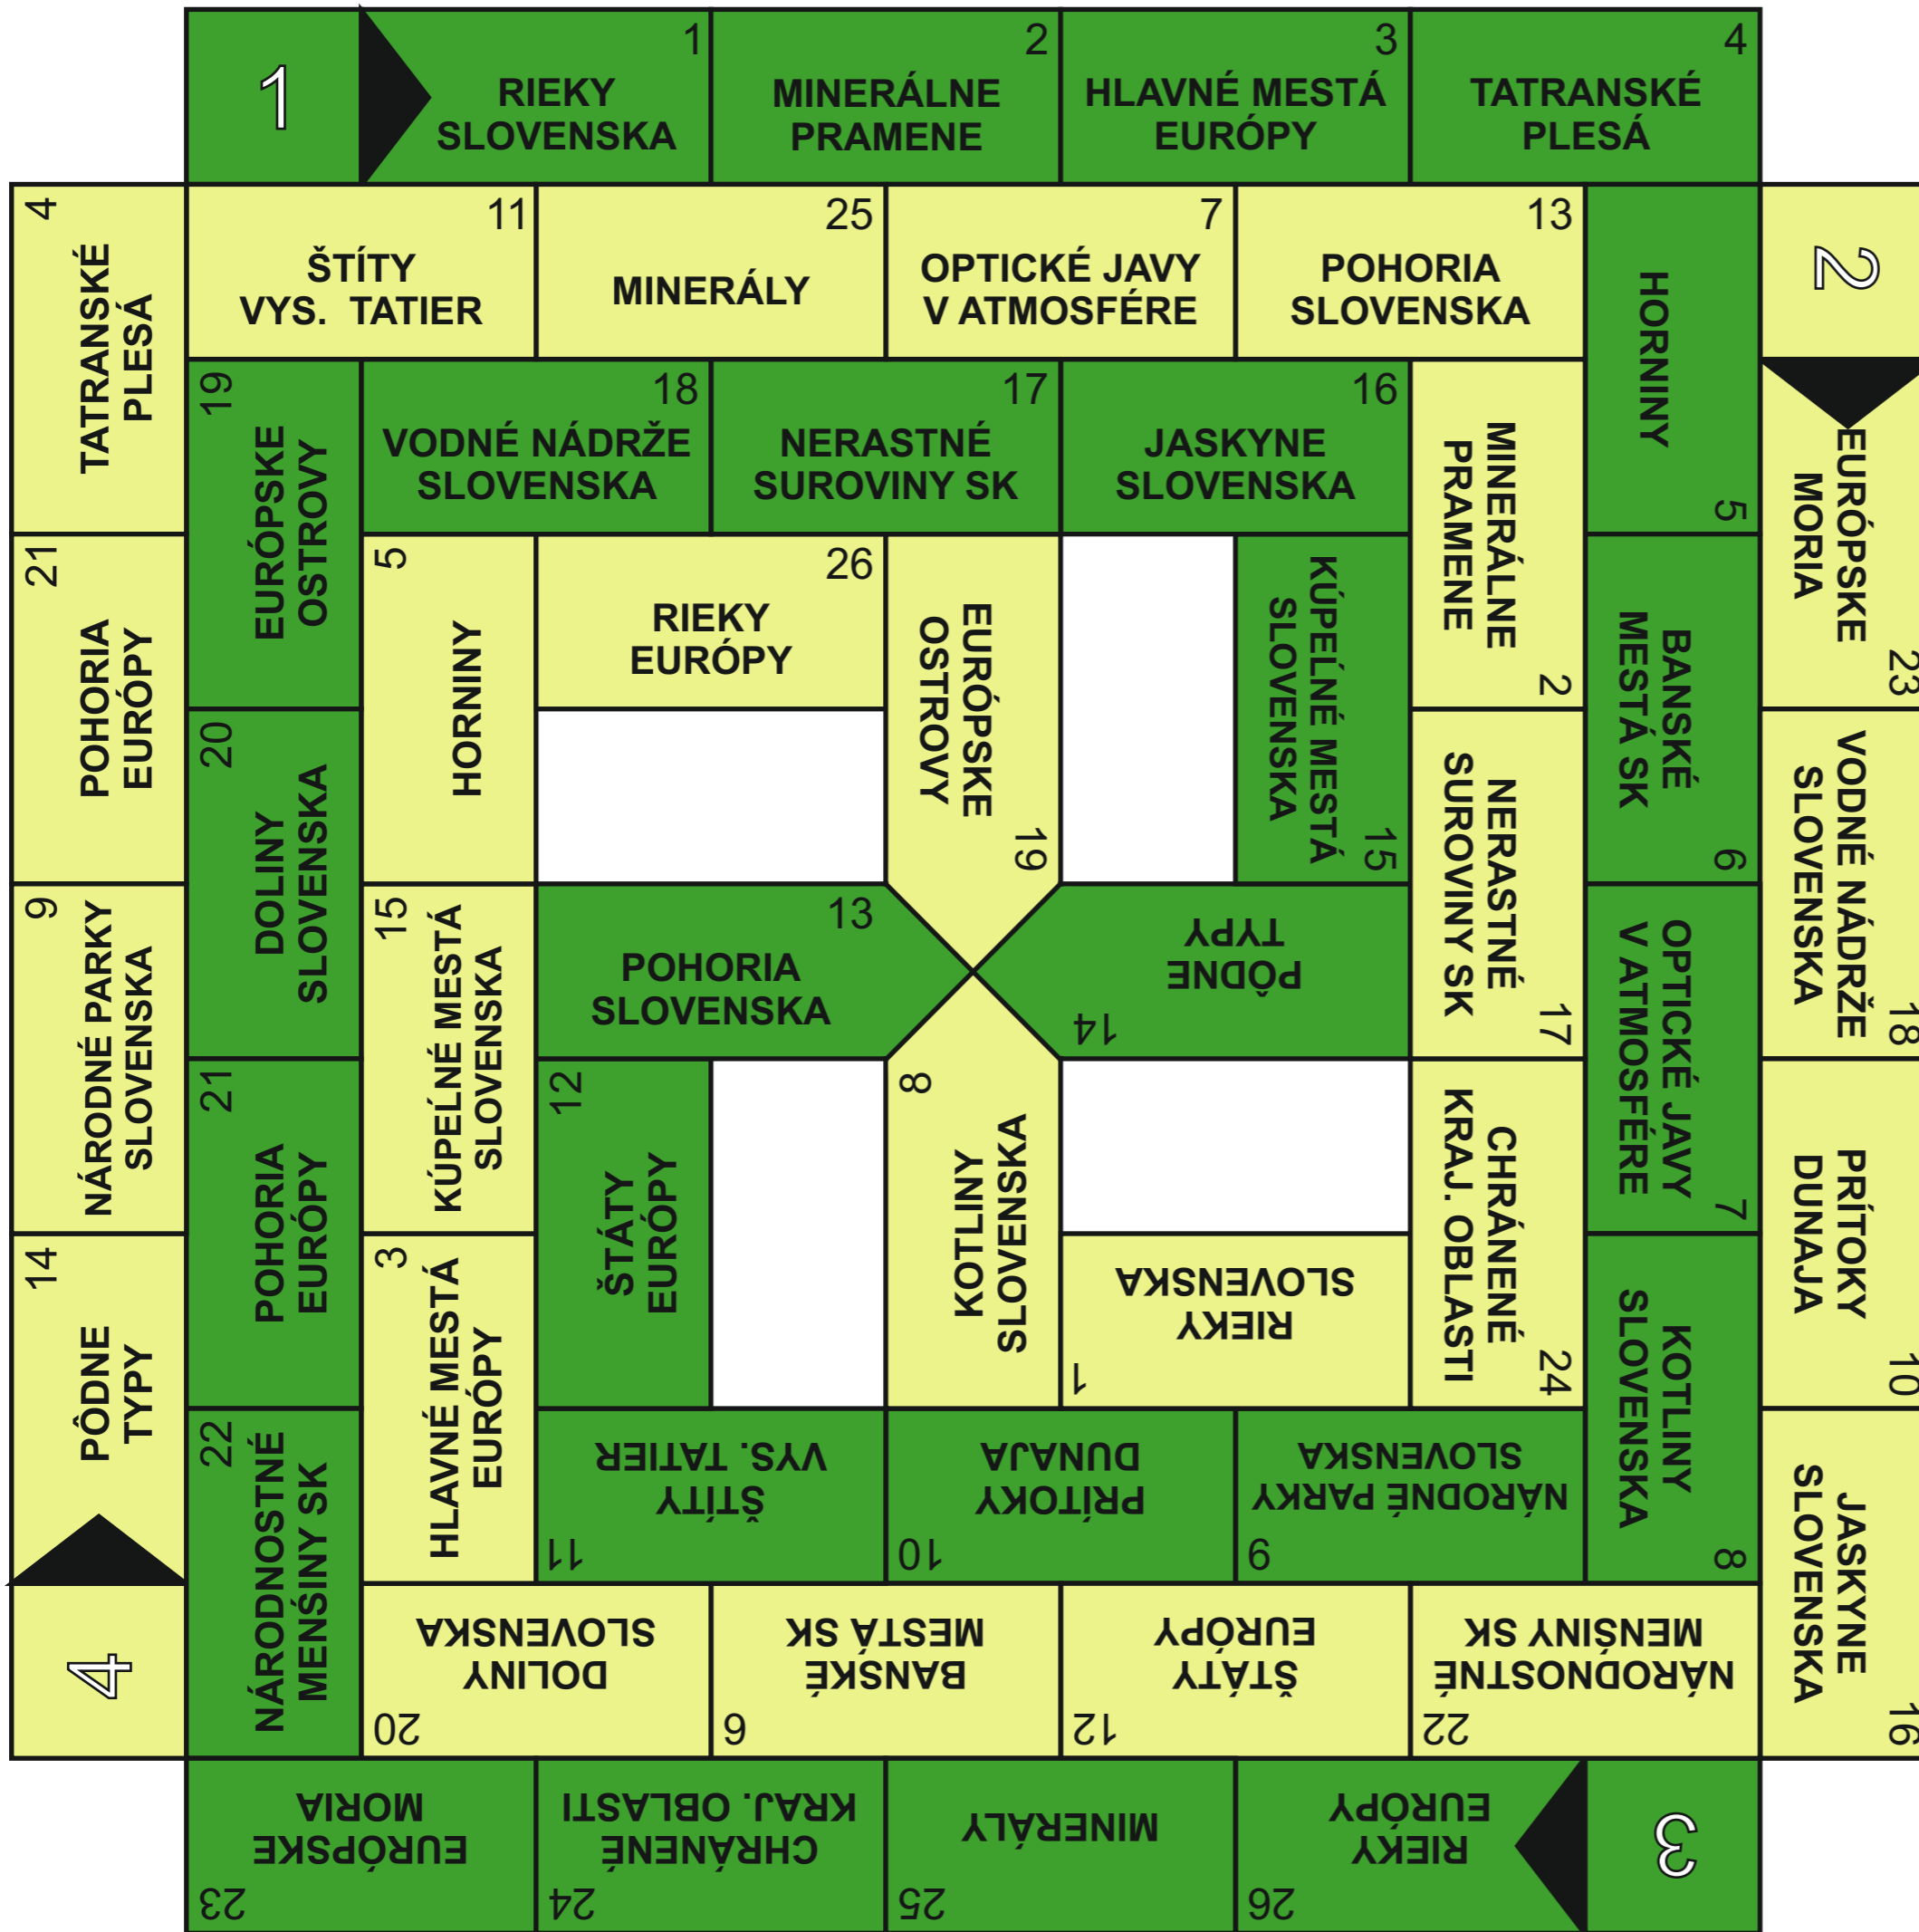 1
1
RIEKY
SLOVENSKA
2
MINERÁLNE
PRAMENE
3
HLAVNÉ MESTÁ
EURÓPY
4
TATRANSKÉ
PLESÁ
4
TATRANSKÉ
PLESÁ
11
ŠTÍTY
VYS. TATIER
25
MINERÁLY
7
OPTICKÉ JAVY
V ATMOSFÉRE
13
POHORIA
SLOVENSKA
HORNINY
5
2
EURÓPSKE
MORIA
23
19
EURÓPSKE
OSTROVY
18
VODNÉ NÁDRŽE
SLOVENSKA
17
NERASTNÉ
SUROVINY SK
16
JASKYNE
SLOVENSKA
MINERÁLNE
PRAMENE
2
21
POHORIA
EURÓPY
5
HORNINY
26
RIEKY
EURÓPY
EURÓPSKE
OSTROVY
19
KÚPEĽNÉ MESTÁ
SLOVENSKA
15
BANSKÉ
MESTÁ SK
6
20
DOLINY
SLOVENSKA
NERASTNÉ
SUROVINY SK
17
VODNÉ NÁDRŽE
SLOVENSKA
18
9
NÁRODNÉ PARKY
SLOVENSKA
15
KÚPEĽNÉ MESTÁ
SLOVENSKA
13
POHORIA
SLOVENSKA
14
PÔDNE
TYPY
OPTICKÉ JAVY
V ATMOSFÉRE
7
21
POHORIA
EURÓPY
12
ŠTÁTY
EURÓPY
8
KOTLINY
SLOVENSKA
CHRÁNENÉ
KRAJ. OBLASTI
24
PRÍTOKY
DUNAJA
10
14
PÔDNE
TYPY
3
HLAVNÉ MESTÁ
EURÓPY
1
RIEKY
SLOVENSKA
KOTLINY
SLOVENSKA
8
22
NÁRODNOSTNÉ
MENŠINY SK
11
ŠTÍTY
VYS. TATIER
10
PRÍTOKY
DUNAJA
9
NÁRODNÉ PARKY
SLOVENSKA
JASKYNE
SLOVENSKA
16
4
20
DOLINY
SLOVENSKA
6
BANSKÉ
MESTÁ SK
12
ŠTÁTY
EURÓPY
22
NÁRODNOSTNÉ
MENŠINY SK
23
EURÓPSKE
MORIA
24
CHRÁNENÉ
KRAJ. OBLASTI
25
MINERÁLY
26
RIEKY
EURÓPY
3